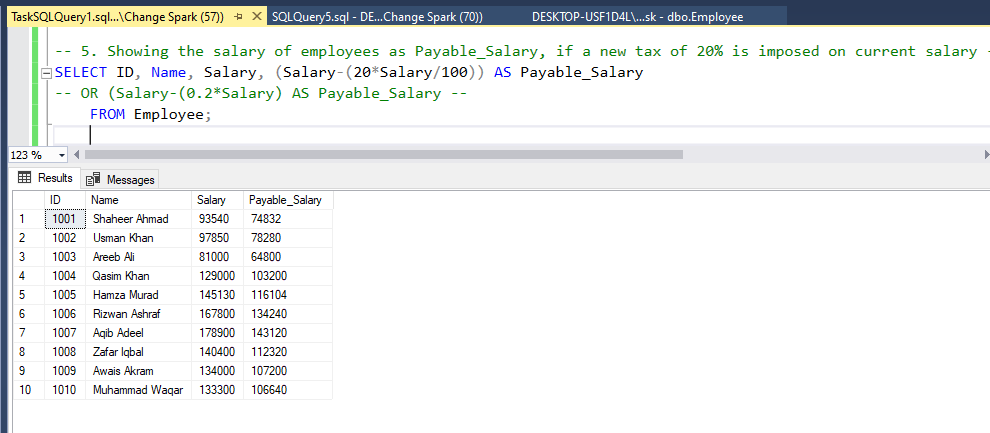 TaskSQLQuery1.sql...\Change Spark (57)) SQLQuery5.sql - DE...Change Spark (70)) DESKTOP-USF1D4L\...sk - dbo.Employee
-- 5. Showing the salary of employees as Payable_Salary, if a new tax of 20% is imposed on current salary -
SELECT ID, Name, Salary, (Salary-(20*Salary/100)) AS Payable_Salary
-- OR (Salary-(0.2*Salary) AS Payable_Salary --
FROM Employee;
123 %
Results Messages
ID Name Salary Payable_Salary
1 1001 Shaheer Ahmad 93540 74832
2 1002 Usman Khan 97850 78280
3 1003 Areeb Ali 81000 64800
4 1004 Qasim Khan 129000 103200
5 1005 Hamza Murad 145130 116104
6 1006 Rizwan Ashraf 167800 134240
7 1007 Aqib Adeel 178900 143120
8 1008 Zafar Iqbal 140400 112320
9 1009 Awais Akram 134000 107200
10 1010 Muhammad Waqar 133300 106640